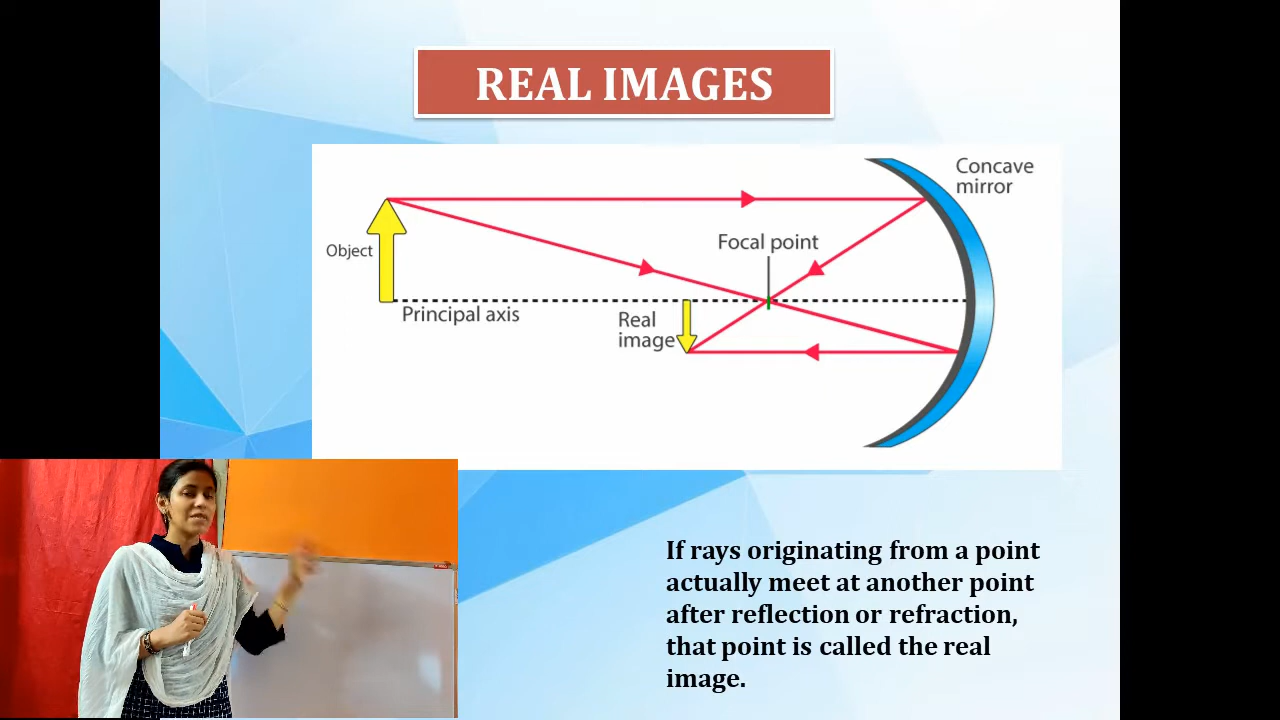 REAL IMAGES
Concave
mirror
Focal point
Object
Principal axis
Real
image
If rays originating from a point
actually meet at another point
after reflection or refraction,
that point is called the real
image.